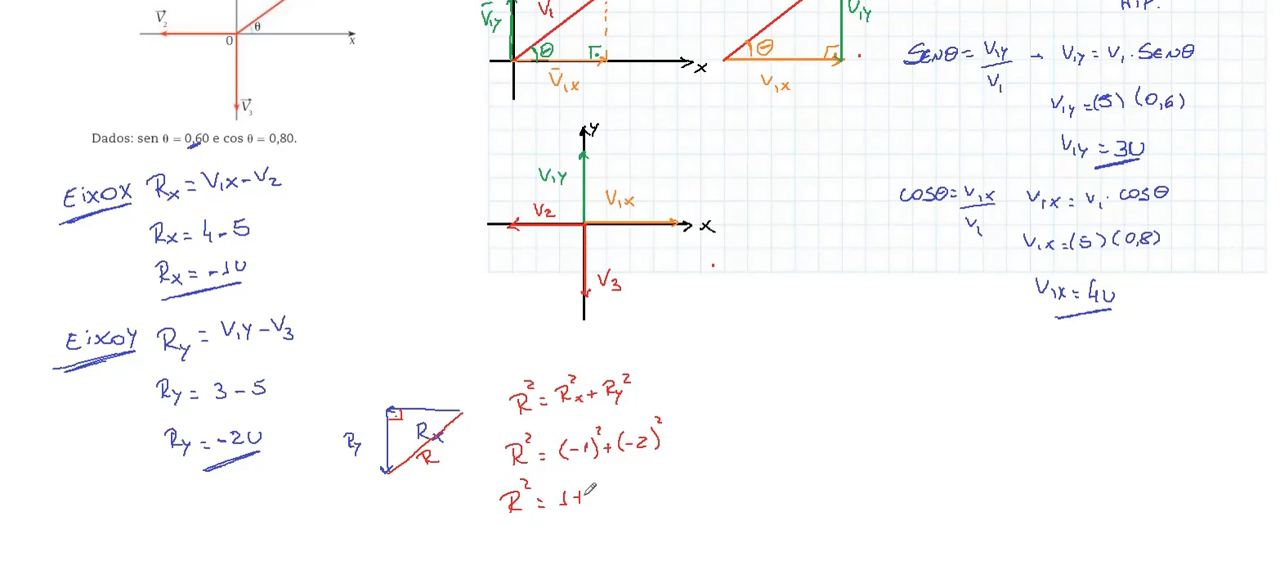 V₂
θ
0
x
V₃
Dados: sen θ = 0,60 e cos θ = 0,80.
EixoX Rx = V₁x - V₂
Rx = 4 - 5
Rx = -1U
EixoY Ry = V₁y - V₃
Ry = 3 - 5
Ry = -2U
V₁y
V₁
θ
x
V₁x
V₁y
θ
V₁x
y
V₁y
V₂
V₁x
x
V₃
Ry
Rx
R
R² = Rx² + Ry²
R² = (-1)² + (-2)²
R² = 1+
HIP.
SENθ = V₁y/V₁ → V₁y = V₁ · SENθ
V₁y = (5) (0,6)
V₁y = 3U
COSθ = V₁x/V₁ V₁x = V₁ · COSθ
V₁x = (5) (0,8)
V₁x = 4U